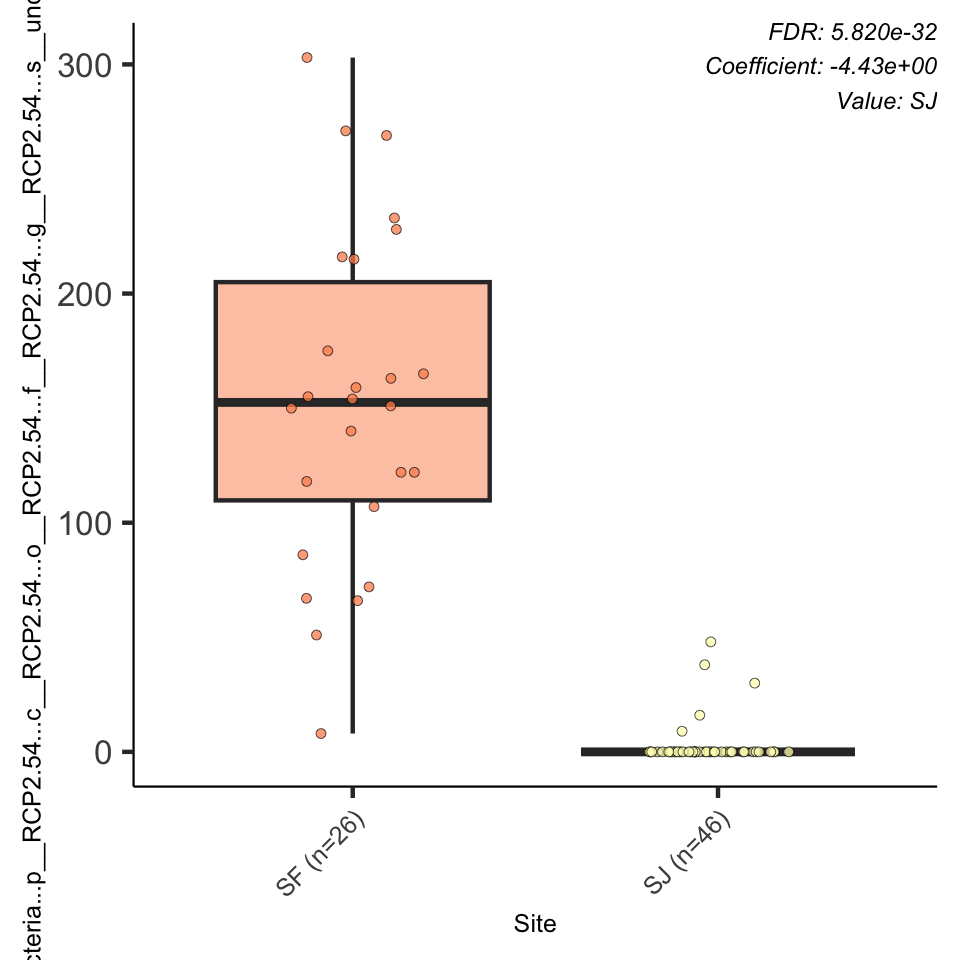 cteria...p__RCP2.54...c__RCP2.54...o__RCP2.54...f__RCP2.54...g__RCP2.54...s__unc
FDR: 5.820e-32
Coefficient: -4.43e+00
Value: SJ
300
200
100
0
SF (n=26)
SJ (n=46)
Site